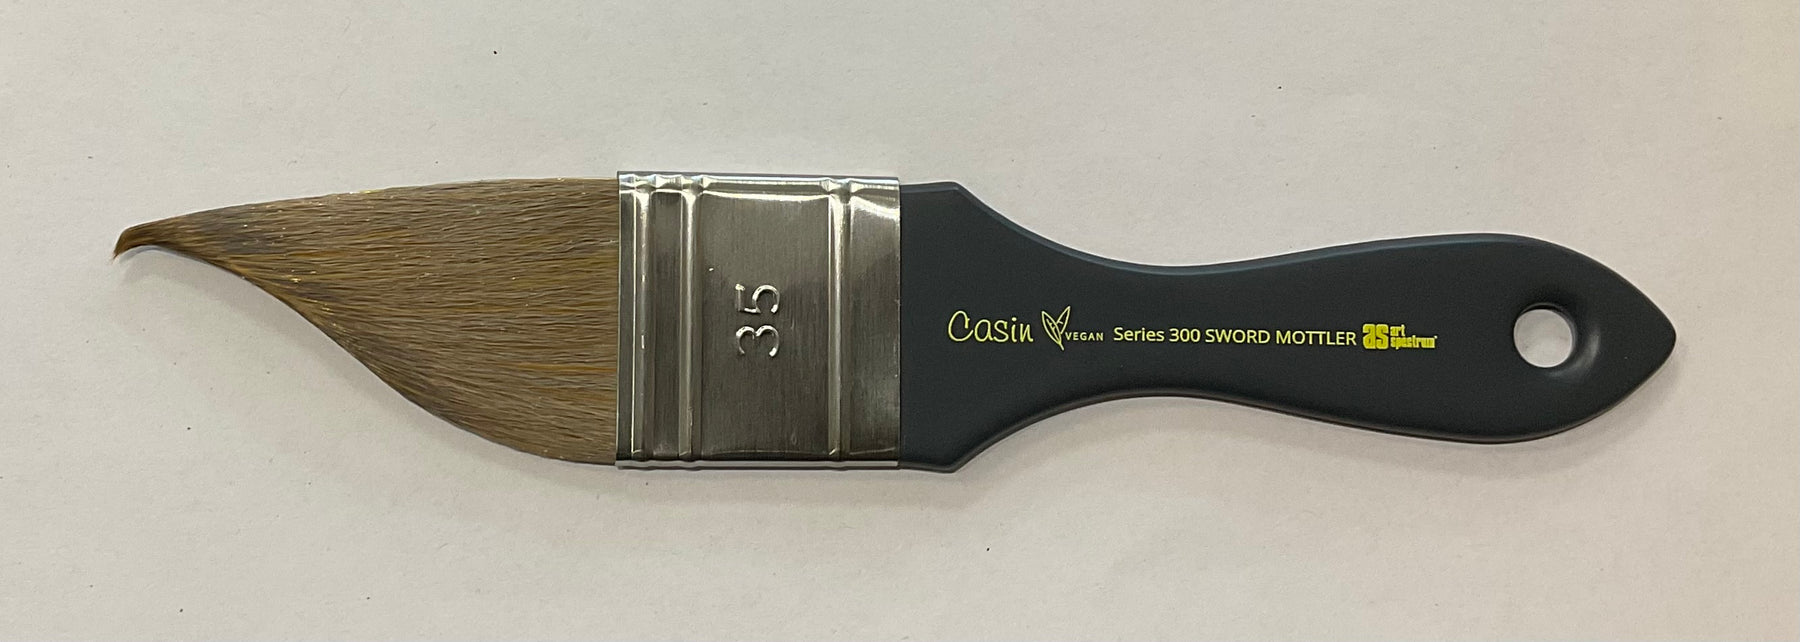 35
Casin VEGAN Series 300 SWORD MOTTLER as art spectrum